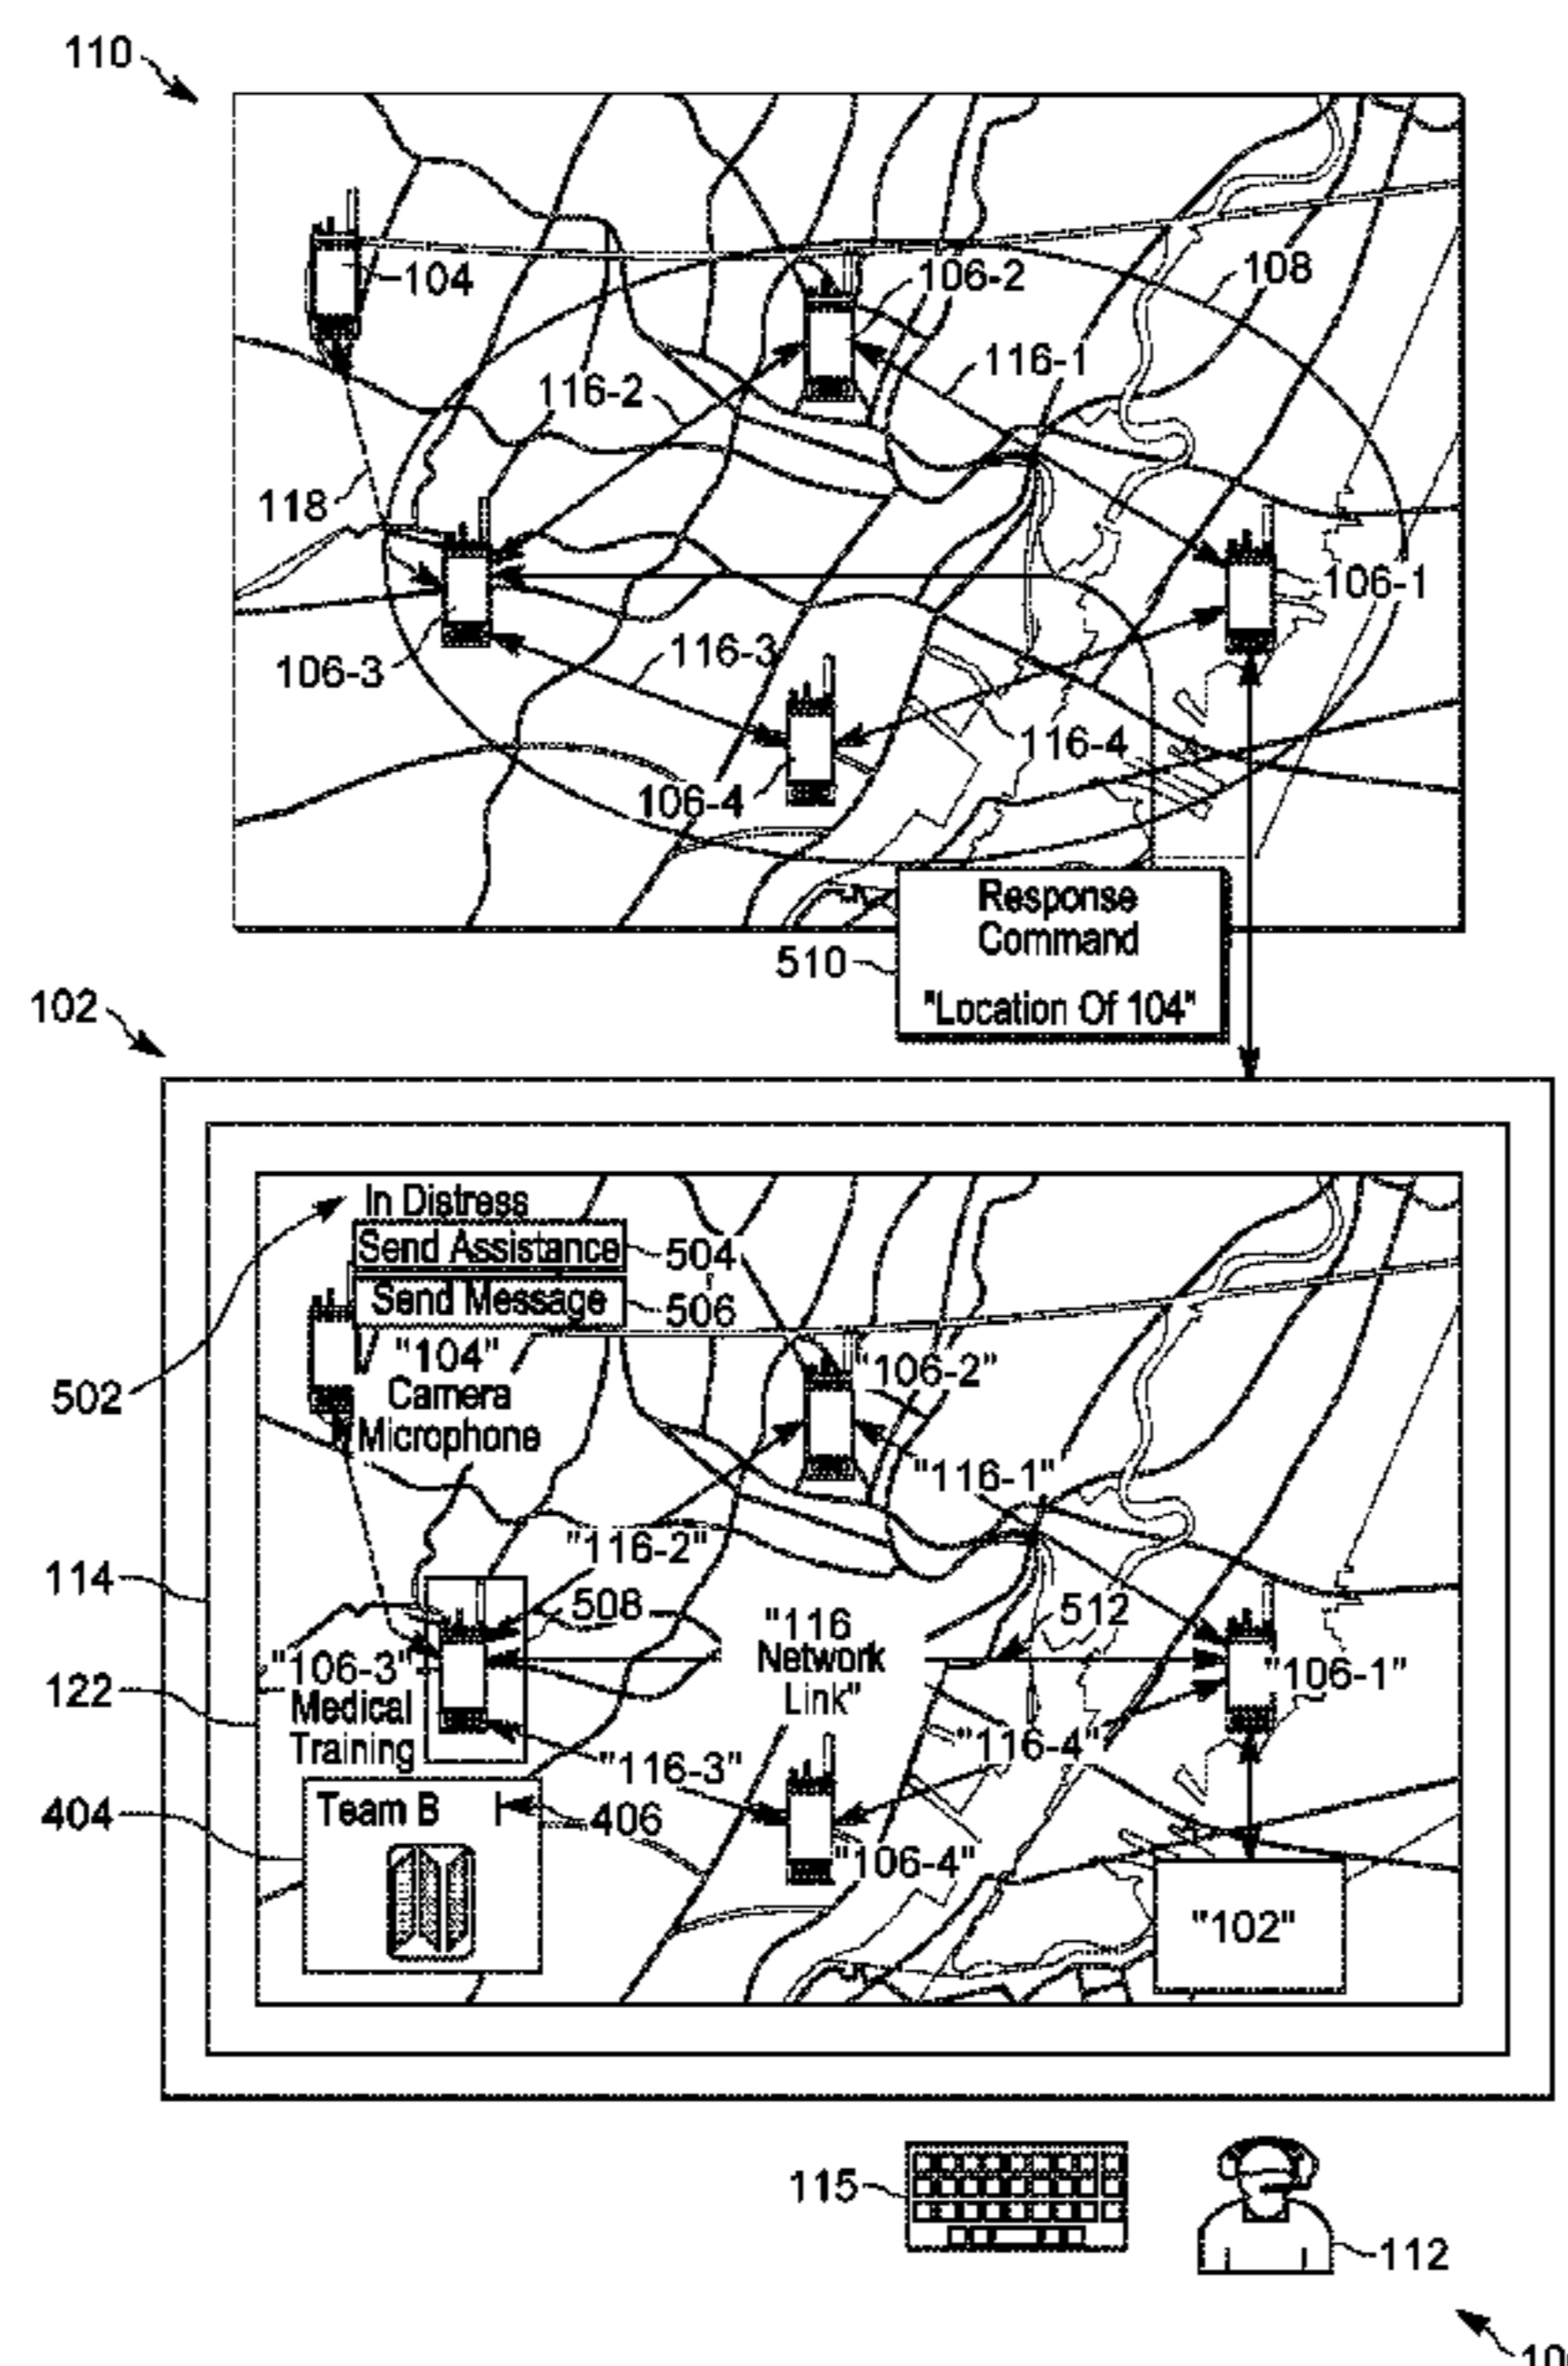 110
104
106-2
108
116-1
116-2
118
106-1
106-3
116-3
116-4
106-4
Response
Command
"Location Of 104"
510
102
In Distress
Send Assistance
504
Send Message
506
"104"
Camera
Microphone
502
"106-2"
"116-1"
"116-2"
114
508
512
"116
Network
Link"
"106-3"
Medical
Training
"106-1"
122
"116-4"
"116-3"
404
Team B
406
"106-4"
"102"
115
112